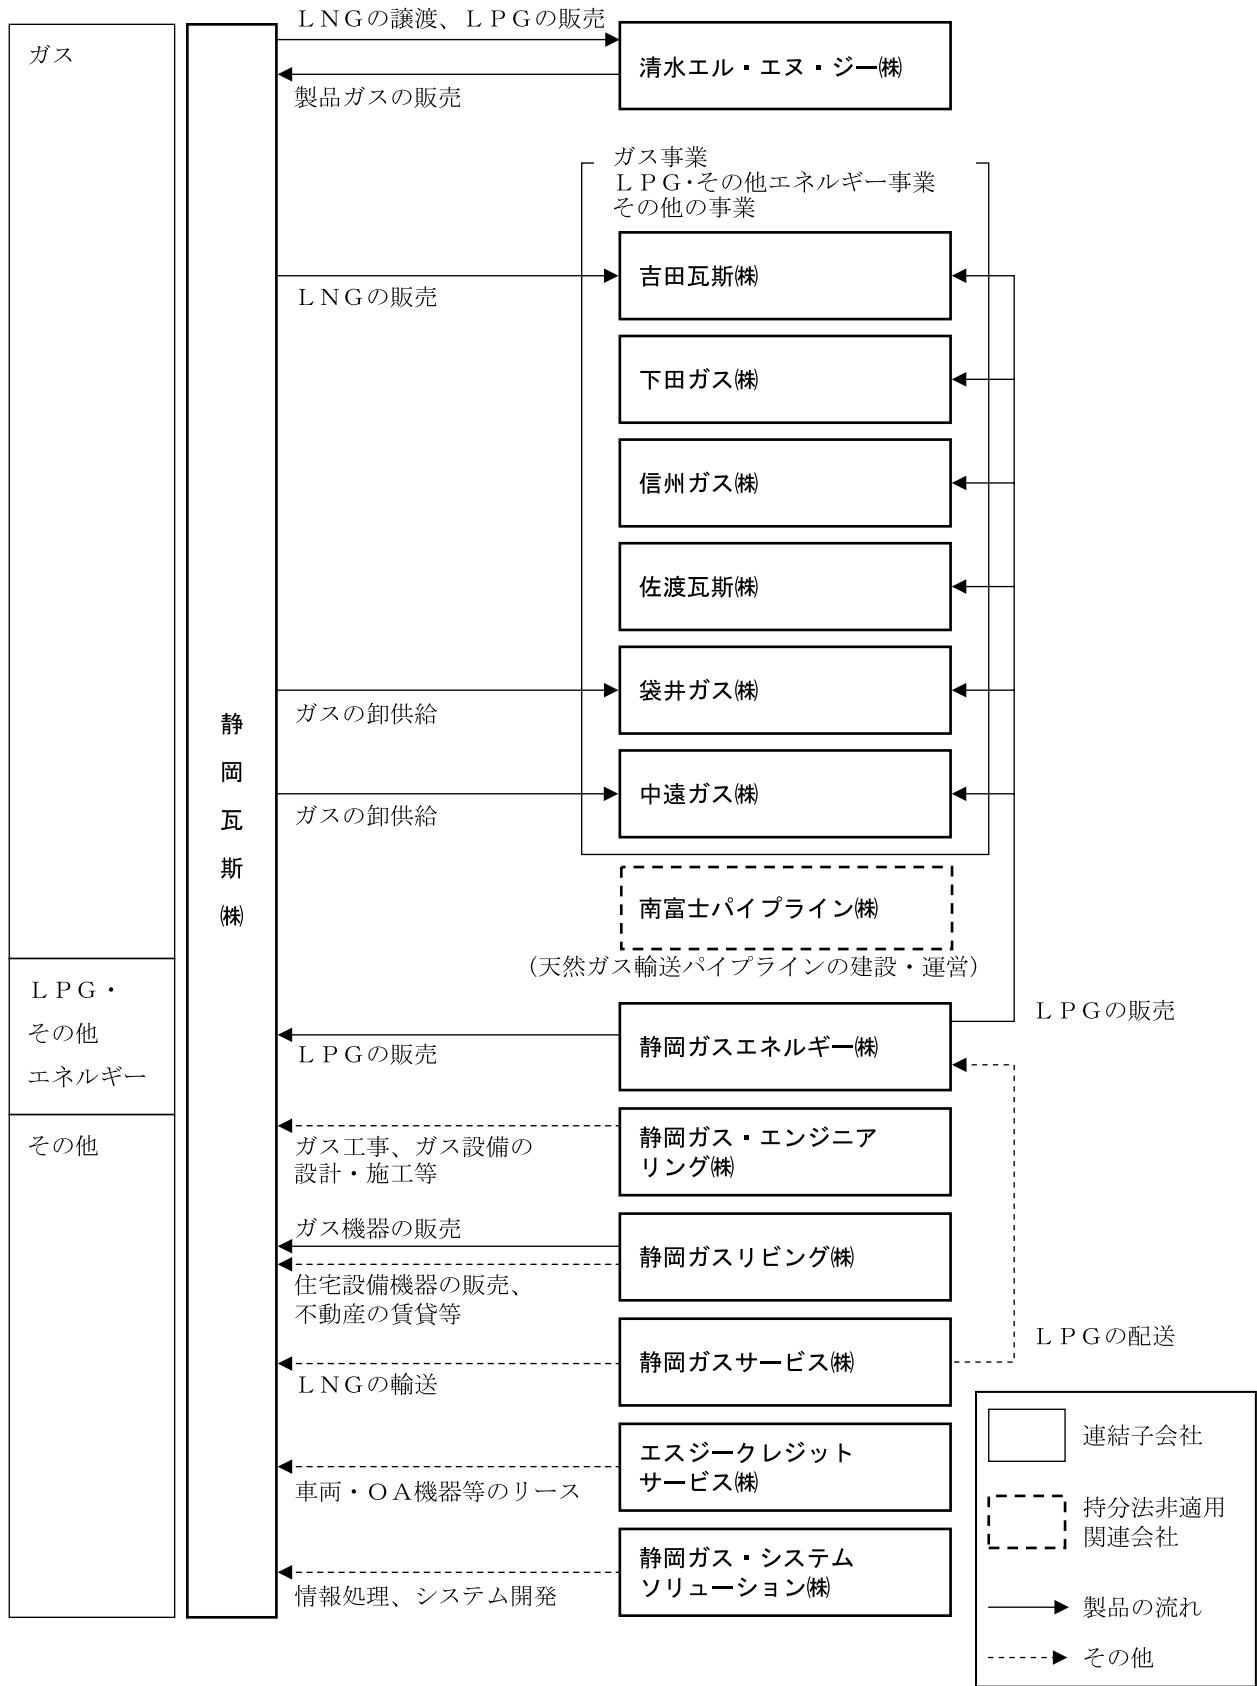 ガス
LPG・
その他
エネルギー
その他
静
岡
瓦
斯
㈱
LNGの譲渡、LPGの販売
製品ガスの販売
清水エル・エヌ・ジー㈱
ガス事業
LPG・その他エネルギー事業
その他の事業
LNGの販売
吉田瓦斯㈱
下田ガス㈱
信州ガス㈱
佐渡瓦斯㈱
ガスの卸供給
袋井ガス㈱
ガスの卸供給
中遠ガス㈱
南富士パイプライン㈱
(天然ガス輸送パイプラインの建設・運営)
LPGの販売
静岡ガスエネルギー㈱
LPGの販売
ガス工事、ガス設備の
設計・施工等
静岡ガス・エンジニア
リング㈱
ガス機器の販売
住宅設備機器の販売、
不動産の賃貸等
静岡ガスリビング㈱
LNGの輸送
静岡ガスサービス㈱
LPGの配送
車両・OA機器等のリース
エスジークレジット
サービス㈱
情報処理、システム開発
静岡ガス・システム
ソリューション㈱
連結子会社
持分法非適用
関連会社
製品の流れ
その他